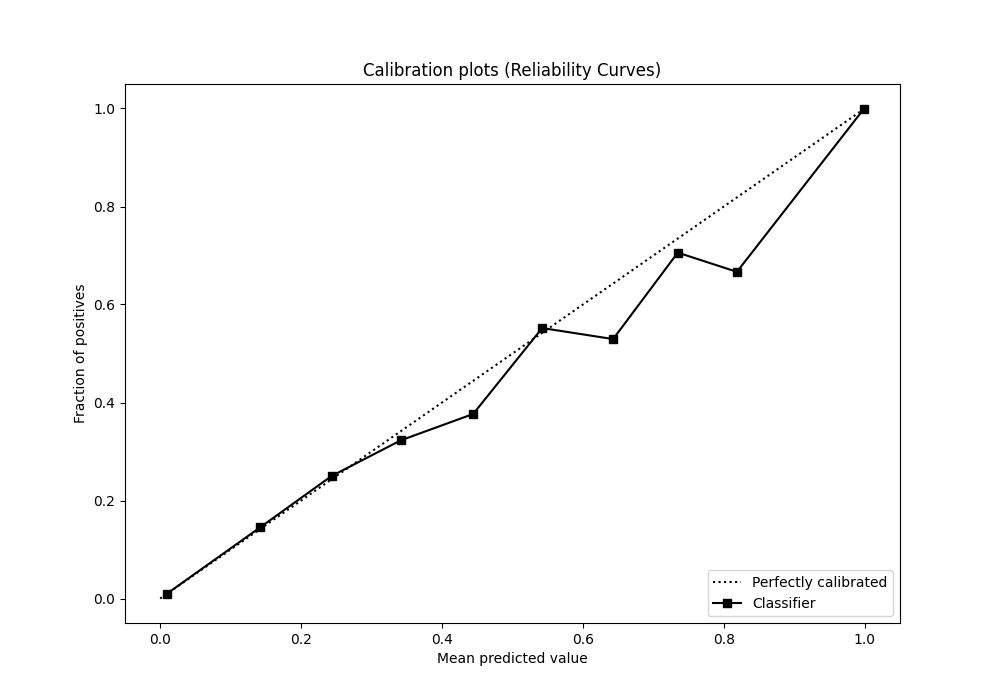 Calibration plots (Reliability Curves)
Fraction of positives
1.0
0.8
0.6
0.4
0.2
0.0
0.0 0.2 0.4 0.6 0.8 1.0
Mean predicted value
Perfectly calibrated
Classifier